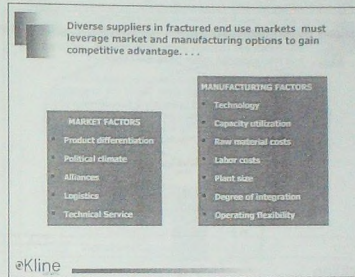 Diverse suppliers in fractured end use markets must
leverage market and manufacturing options to gain
competitive advantage. . . .
MARKET FACTORS
Product differentiation
Political climate
Alliances
Logistics
Technical Service
MANUFACTURING FACTORS
Technology
Capacity utilization
Raw material costs
Labor costs
Plant size
Degree of integration
Operating flexibility
Kline